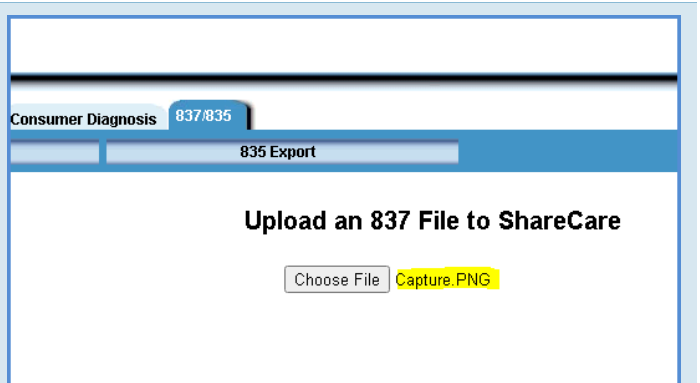 Consumer Diagnosis 837/835
835 Export
Upload an 837 File to ShareCare
Choose File Capture.PNG